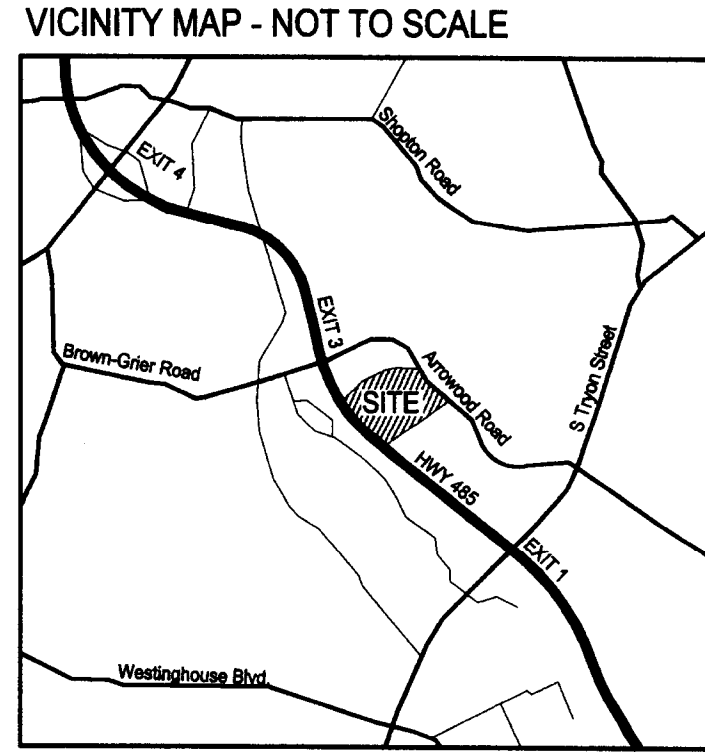 VICINITY MAP - NOT TO SCALE
Shopton Road
EXIT 4
EXIT 3
Brown-Grier Road
Arrowood Road
S Tryon Street
SITE
HWY 485
EXIT 1
Westinghouse Blvd.